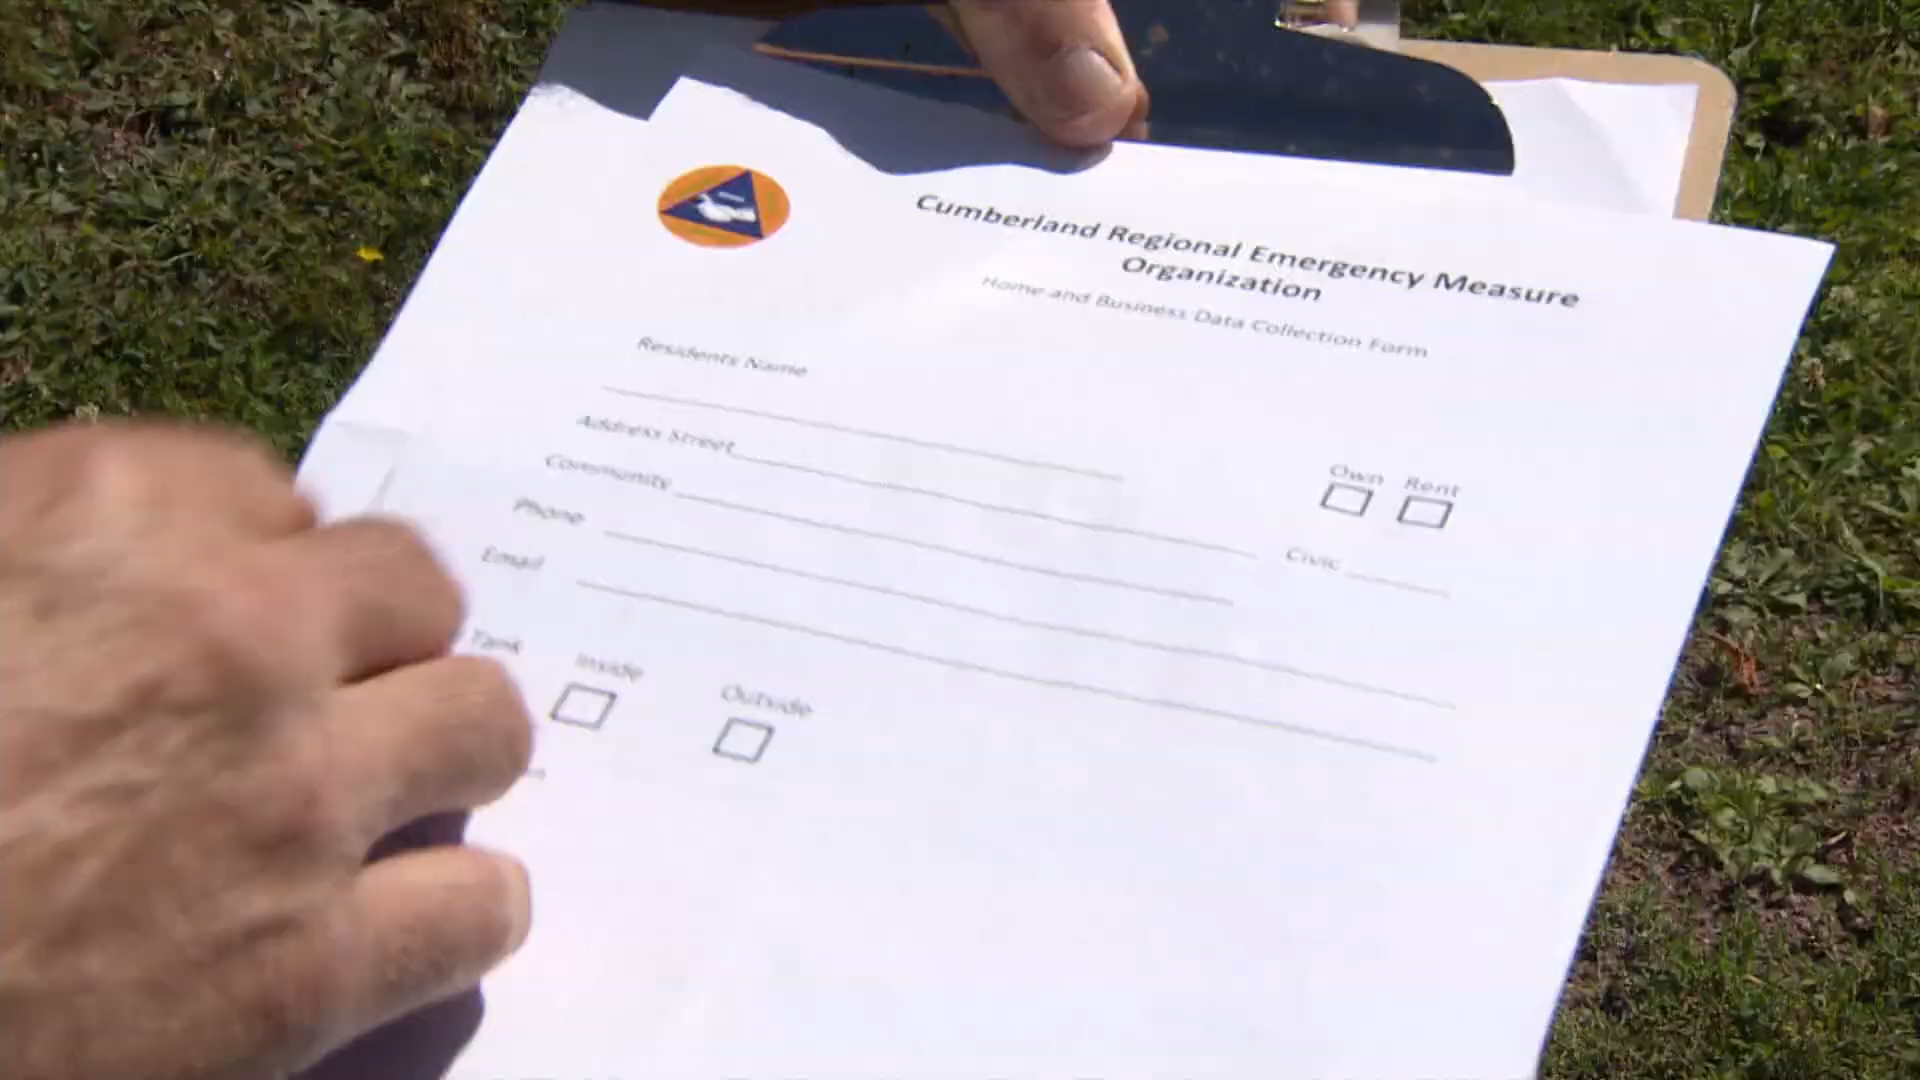 Cumberland Regional Emergency Measure
Organization
Home and Business Data Collection Form
Residents Name
Own Rent
Address Street
Civic
Community
Phone
Email
Tank
Inside
Outside